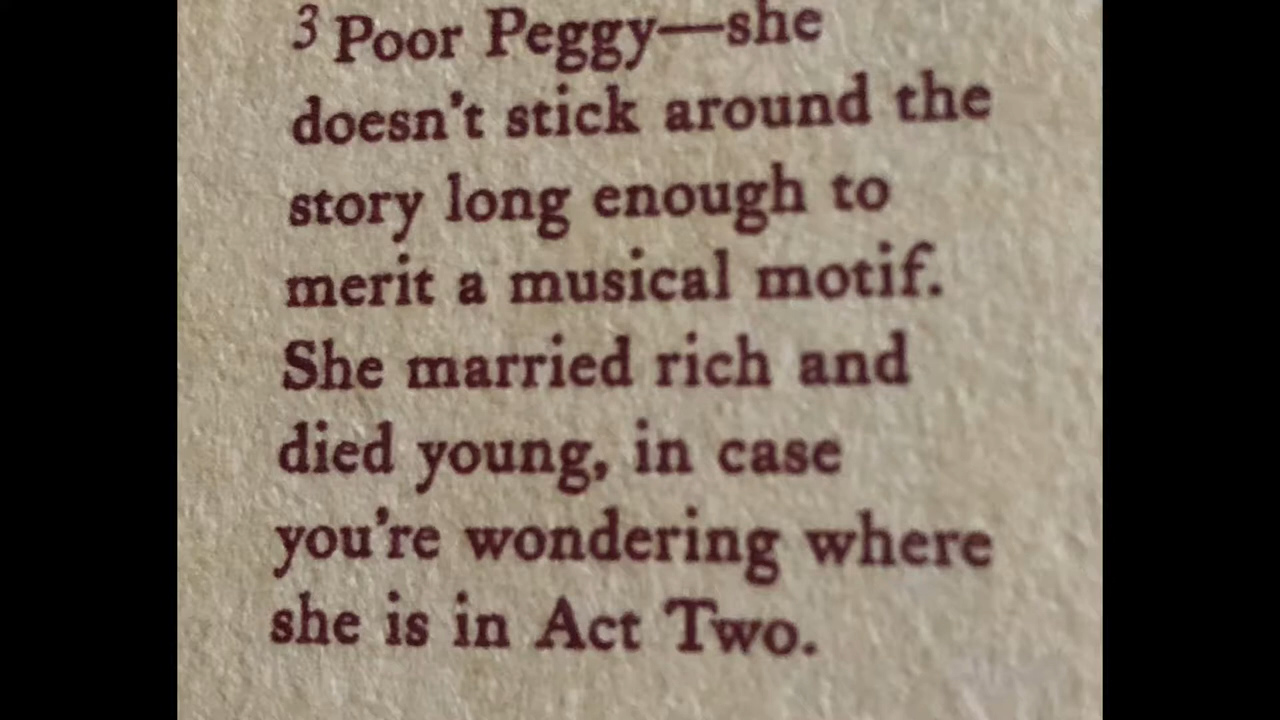 3 Poor Peggy—she
doesn't stick around the
story long enough to
merit a musical motif.
She married rich and
died young, in case
you're wondering where
she is in Act Two.